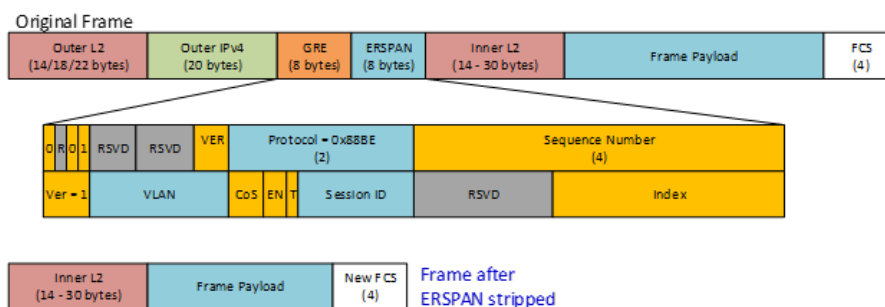 Original Frame
Outer L2 Outer IPv4 GRE ERSPAN Inner L2 Frame Payload FCS
(14/18/22 bytes) (20 bytes) (8 bytes) (8 bytes) (14 - 30 bytes) (4)
0 R 0 1 RSVD RSVD VER Protocol = 0x88BE Sequence Number
(2) (4)
Ver = 1 VLAN CoS EN T Session ID RSVD Index
Inner L2 Frame Payload New FCS Frame after
(14 - 30 bytes) (4) ERSPAN stripped